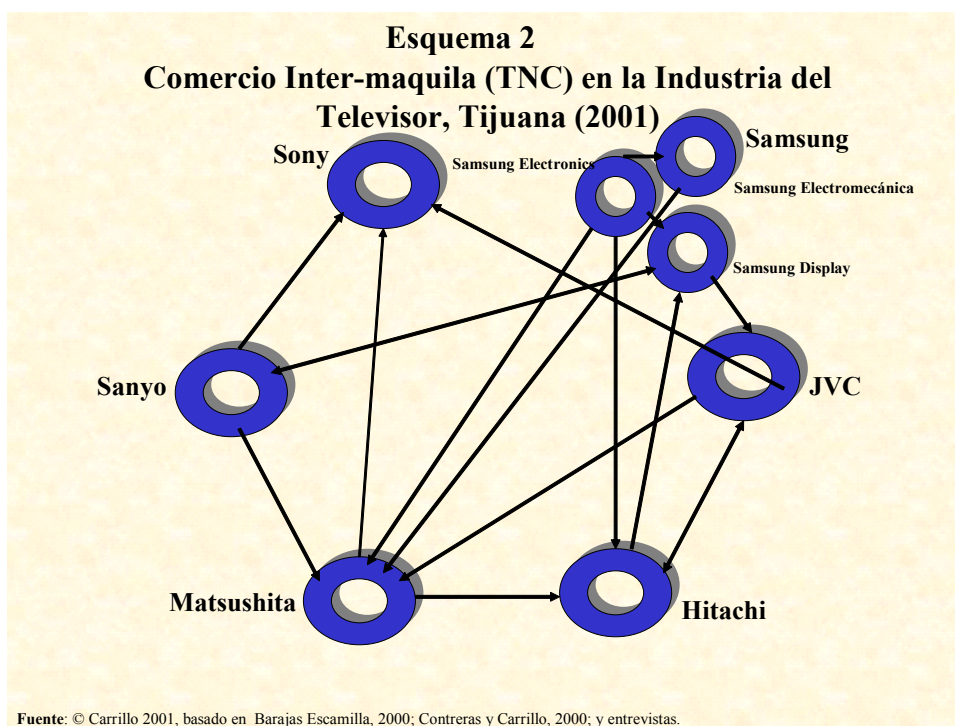 Esquema 2
Comercio Inter-maquila (TNC) en la Industria del
Televisor, Tijuana (2001)
Sony
Samsung Electronics
Samsung
Samsung Electromecánica
Samsung Display
Sanyo
JVC
Matsushita
Hitachi
Fuente: © Carrillo 2001, basado en Barajas Escamilla, 2000; Contreras y Carrillo, 2000; y entrevistas.